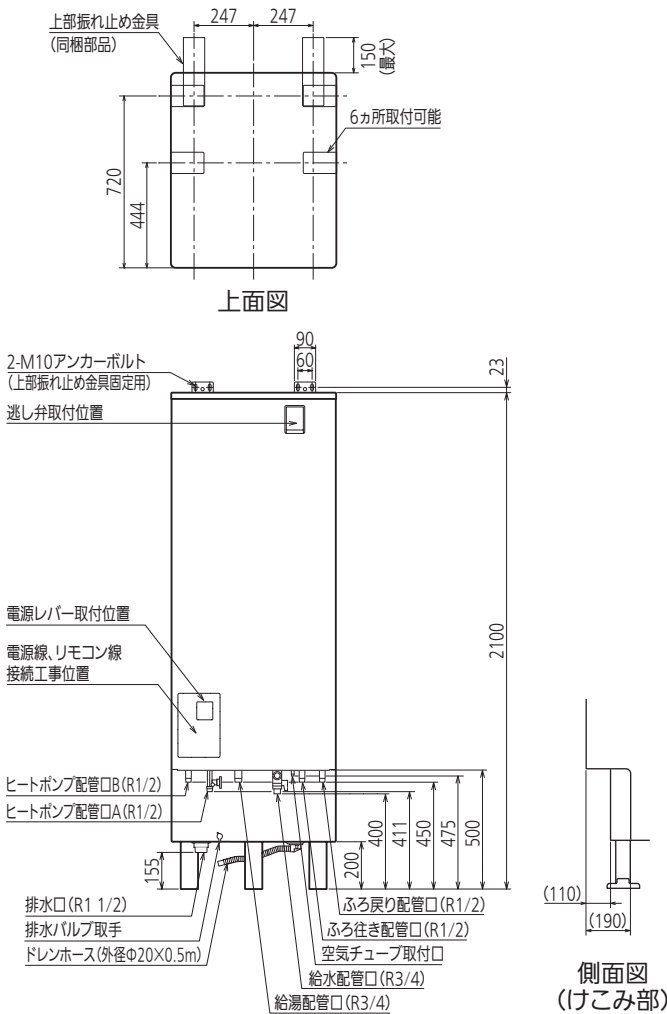 上部振れ止め金具
(同梱部品)
247
247
150
(最大)
6ヵ所取付可能
720
444
上面図
90
60
23
2-M10アンカーボルト
(上部振れ止め金具固定用)
逃し弁取付位置
2100
電源レバー取付位置
電源線、リモコン線
接続工事位置
ヒートポンプ配管口B(R1/2)
ヒートポンプ配管口A(R1/2)
155
200
400
411
450
475
500
排水口(R1 1/2)
排水バルブ取手
ドレンホース(外径Φ20×0.5m)
ふろ戻り配管口(R1/2)
ふろ往き配管口(R1/2)
空気チューブ取付口
給水配管口(R3/4)
給湯配管口(R3/4)
(110)
(190)
側面図
(けこみ部)